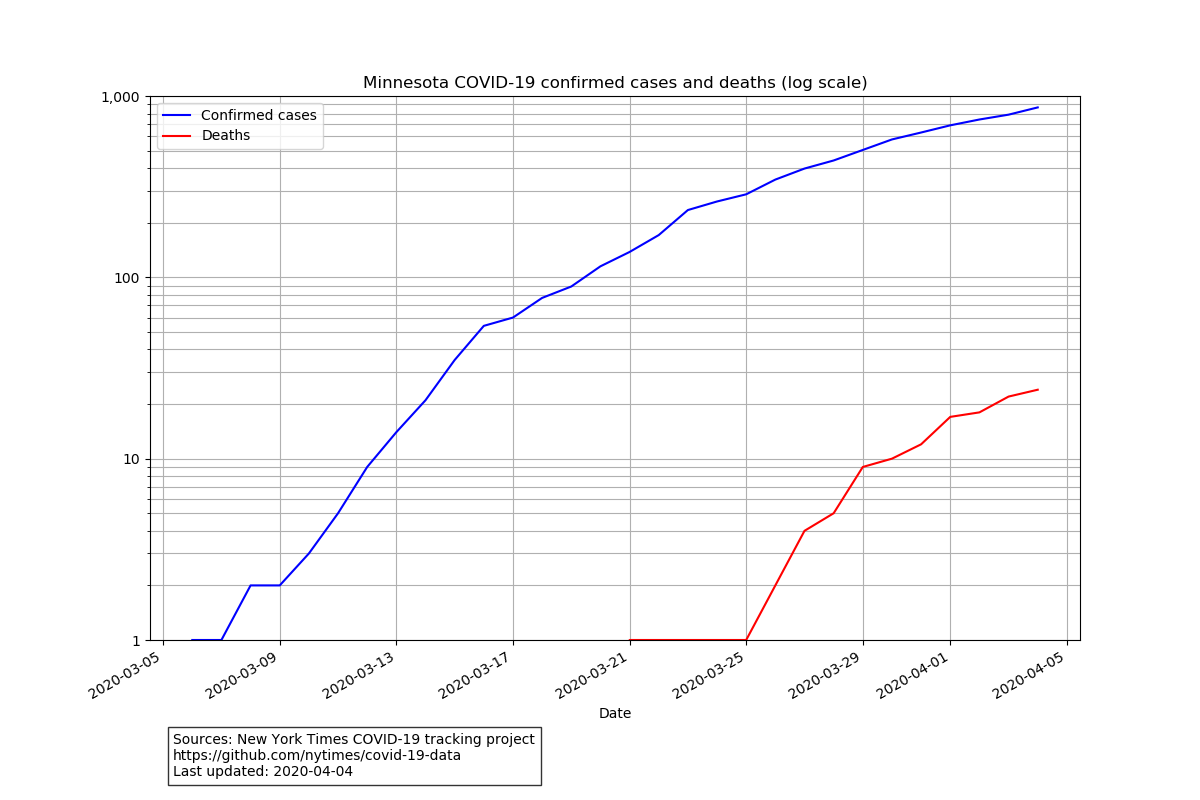 Minnesota COVID-19 confirmed cases and deaths (log scale)
1,000
Confirmed cases
Deaths
100
10
1
2020-03-05
2020-03-09
2020-03-13
2020-03-17
2020-03-21
2020-03-25
2020-03-29
2020-04-01
2020-04-05
Date
Sources: New York Times COVID-19 tracking project
https://github.com/nytimes/covid-19-data
Last updated: 2020-04-04